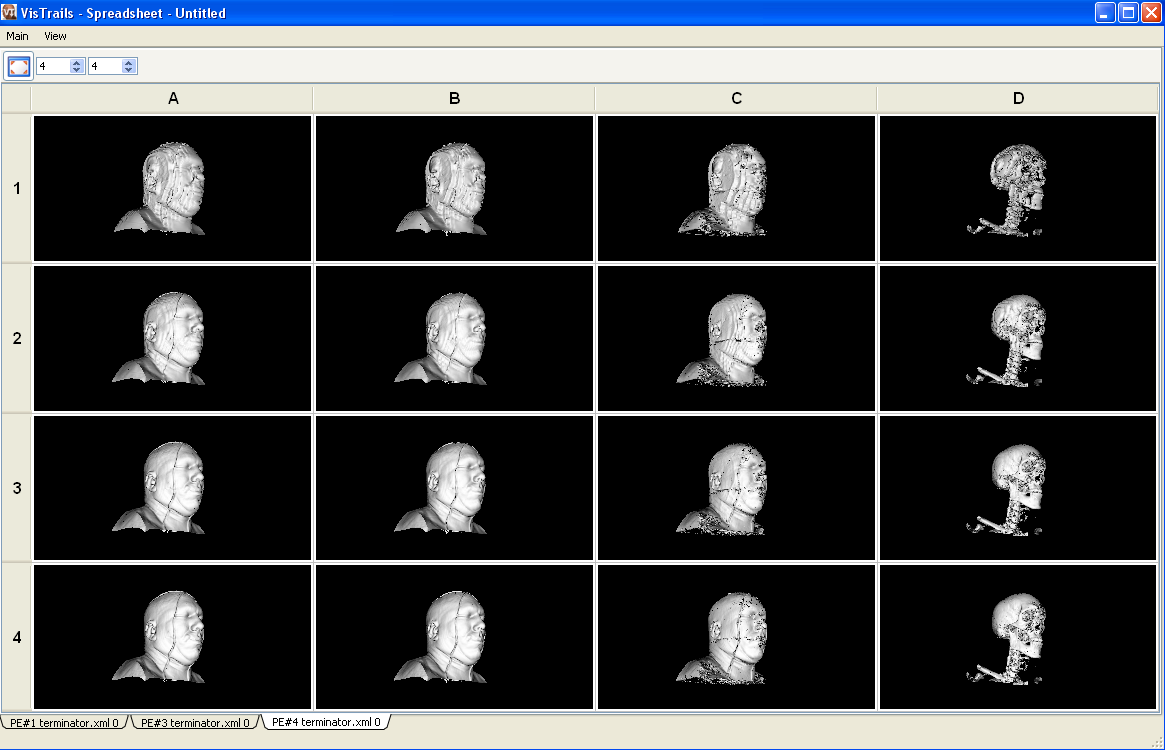 VisTrails - Spreadsheet - Untitled
Main View
4 4
A B C D
1
2
3
4
PE#1 terminator.xml 0 PE#3 terminator.xml 0 PE#4 terminator.xml 0